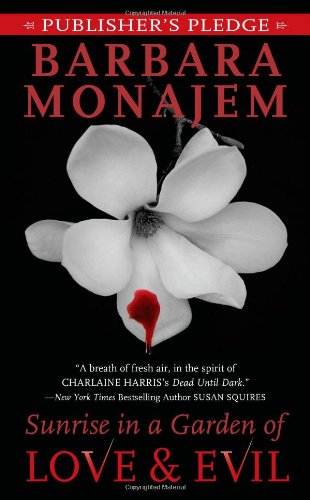 PUBLISHER'S PLEDGE
BARBARA
MONAJEM
"A breath of fresh air, in the spirit of
CHARLAINE HARRIS's Dead Until Dark."
—New York Times Bestselling Author SUSAN SQUIRES
Sunrise in a Garden of
LOVE & EVIL